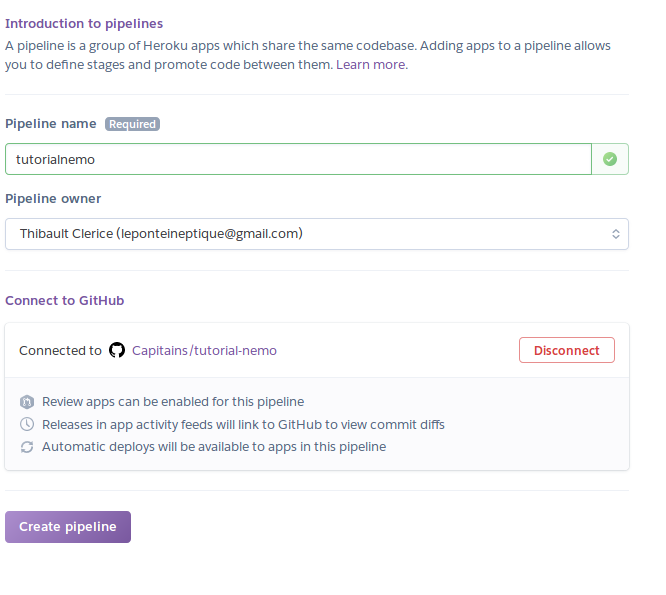 Introduction to pipelines
A pipeline is a group of Heroku apps which share the same codebase. Adding apps to a pipeline allows
you to define stages and promote code between them. Learn more.
Pipeline name Required
tutorialnemo
Pipeline owner
Thibault Clerice (leponteineptique@gmail.com)
Connect to GitHub
Connected to Capitains/tutorial-nemo Disconnect
Review apps can be enabled for this pipeline
Releases in app activity feeds will link to GitHub to view commit diffs
Automatic deploys will be available to apps in this pipeline
Create pipeline